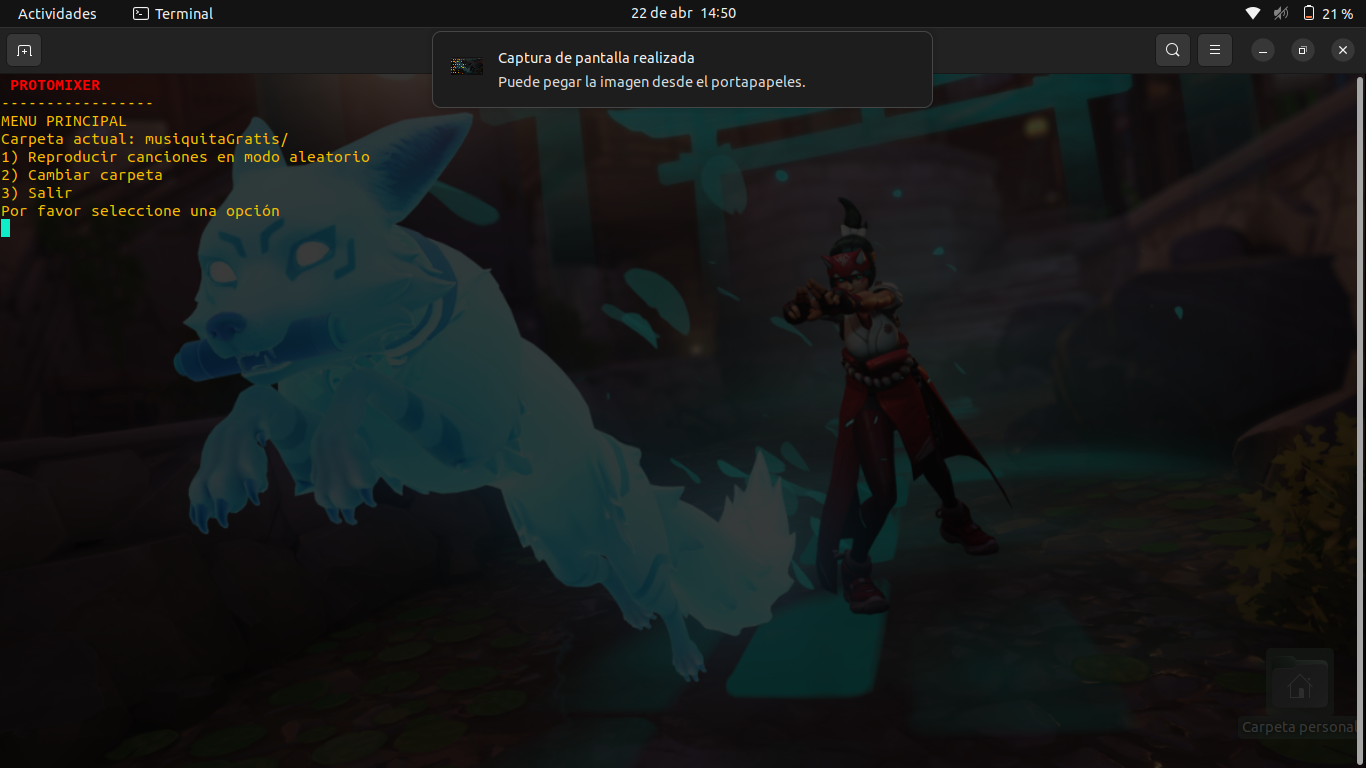 Actividades
Terminal
22 de abr 14:50
21 %
Captura de pantalla realizada
Puede pegar la imagen desde el portapapeles.
PROTOMIXER
-----------------
MENU PRINCIPAL
Carpeta actual: musiquitaGratis/
1) Reproducir canciones en modo aleatorio
2) Cambiar carpeta
3) Salir
Por favor seleccione una opción
Carpeta personal